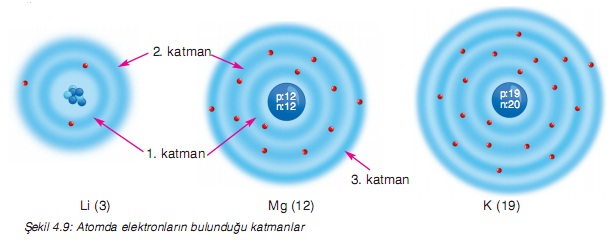 2. katman
p:12
n:12
p:19
n:20
1. katman
3. katman
Li (3)
Mg (12)
K (19)
Şekil 4.9: Atomda elektronların bulunduğu katmanlar